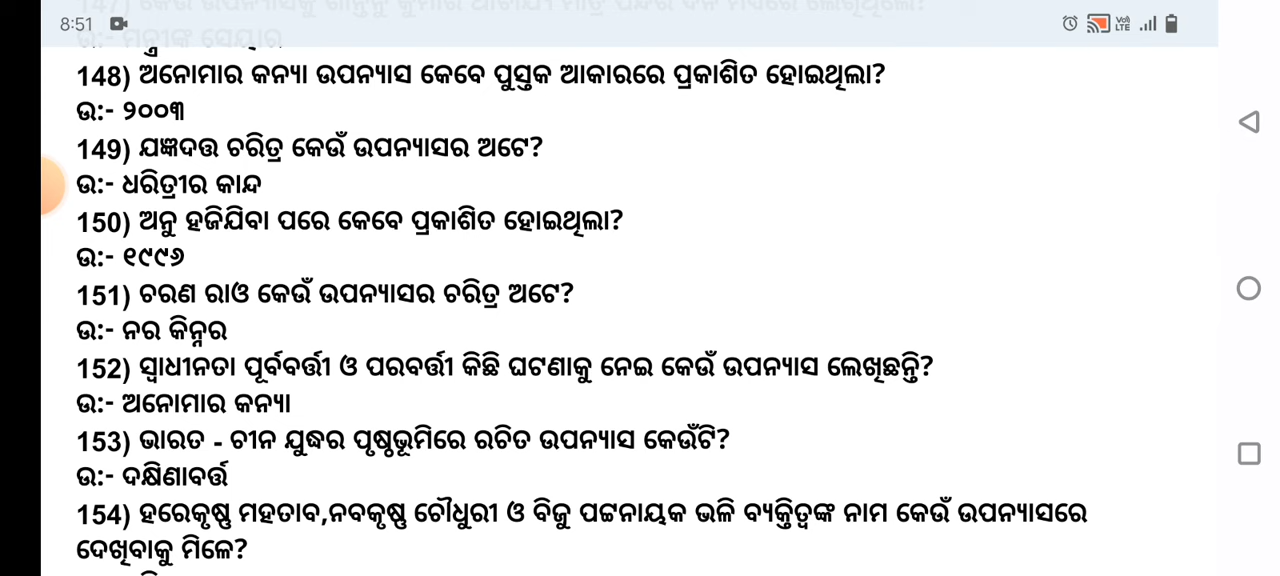 8:51
148) ଅନୋମାର କନ୍ୟା ଉପନ୍ୟାସ କେବେ ପୁସ୍ତକ ଆକାରରେ ପ୍ରକାଶିତ ହୋଇଥିଲା?
ଉ:- ୨୦୦୩
149) ଯଜ୍ଞଦତ୍ତ ଚରିତ୍ର କେଉଁ ଉପନ୍ୟାସର ଅଟେ?
ଉ:- ଧରିତ୍ରୀର କାନ୍ଦ
150) ଅନୁ ହଜିଯିବା ପରେ କେବେ ପ୍ରକାଶିତ ହୋଇଥିଲା?
ଉ:- ୧୯୯୬
151) ଚରଣ ରାଓ କେଉଁ ଉପନ୍ୟାସର ଚରିତ୍ର ଅଟେ?
ଉ:- ନର କିନ୍ନର
152) ସ୍ୱାଧୀନତା ପୂର୍ବବର୍ତ୍ତୀ ଓ ପରବର୍ତ୍ତୀ କିଛି ଘଟଣାକୁ ନେଇ କେଉଁ ଉପନ୍ୟାସ ଲେଖିଛନ୍ତି?
ଉ:- ଅନୋମାର କନ୍ୟା
153) ଭାରତ - ଚୀନ ଯୁଦ୍ଧର ପୃଷ୍ଠଭୂମିରେ ରଚିତ ଉପନ୍ୟାସ କେଉଁଟି?
ଉ:- ଦକ୍ଷିଣାବର୍ତ୍ତ
154) ହରେକୃଷ୍ଣ ମହତାବ,ନବକୃଷ୍ଣ ଚୌଧୁରୀ ଓ ବିଜୁ ପଟ୍ଟନାୟକ ଭଳି ବ୍ୟକ୍ତିତ୍ୱଙ୍କ ନାମ କେଉଁ ଉପନ୍ୟାସରେ
ଦେଖିବାକୁ ମିଳେ?